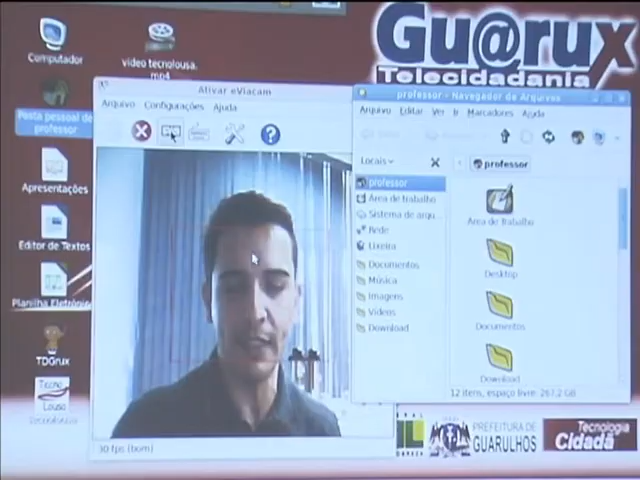 Gu@rux
Telecidadania
Computador
video tecnolousa.
mp4
Pasta pessoal de
professor
Apresentações
Editor de Textos
Planilha Eletrônic
TDGrux
Tecno
Lousa
Ativar eViacam
Arquivo Configurações Ajuda
30 fps (bom)
professor - Navegador de Arquivos
Arquivo Editar Ver Ir Marcadores Ajuda
Locais
professor
professor
Área de trabalho
Sistema de arqu...
Rede
Lixeira
Documentos
Música
Imagens
Vídeos
Download
Área de Trabalho
Desktop
Documentos
Download
12 itens, espaço livre: 267,2 GB
PREFEITURA DE
GUARULHOS
Tecnologia
Cidadã